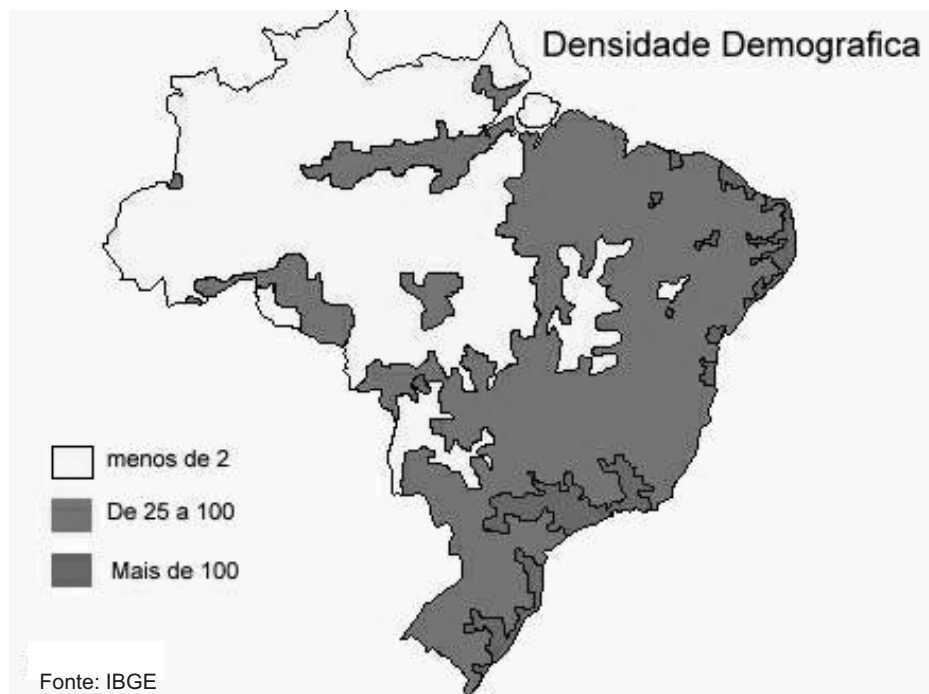 Densidade Demografica
menos de 2
De 25 a 100
Mais de 100
Fonte: IBGE